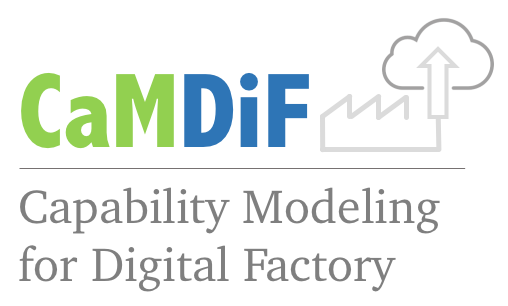 CaMDiF
Capability Modeling
for Digital Factory